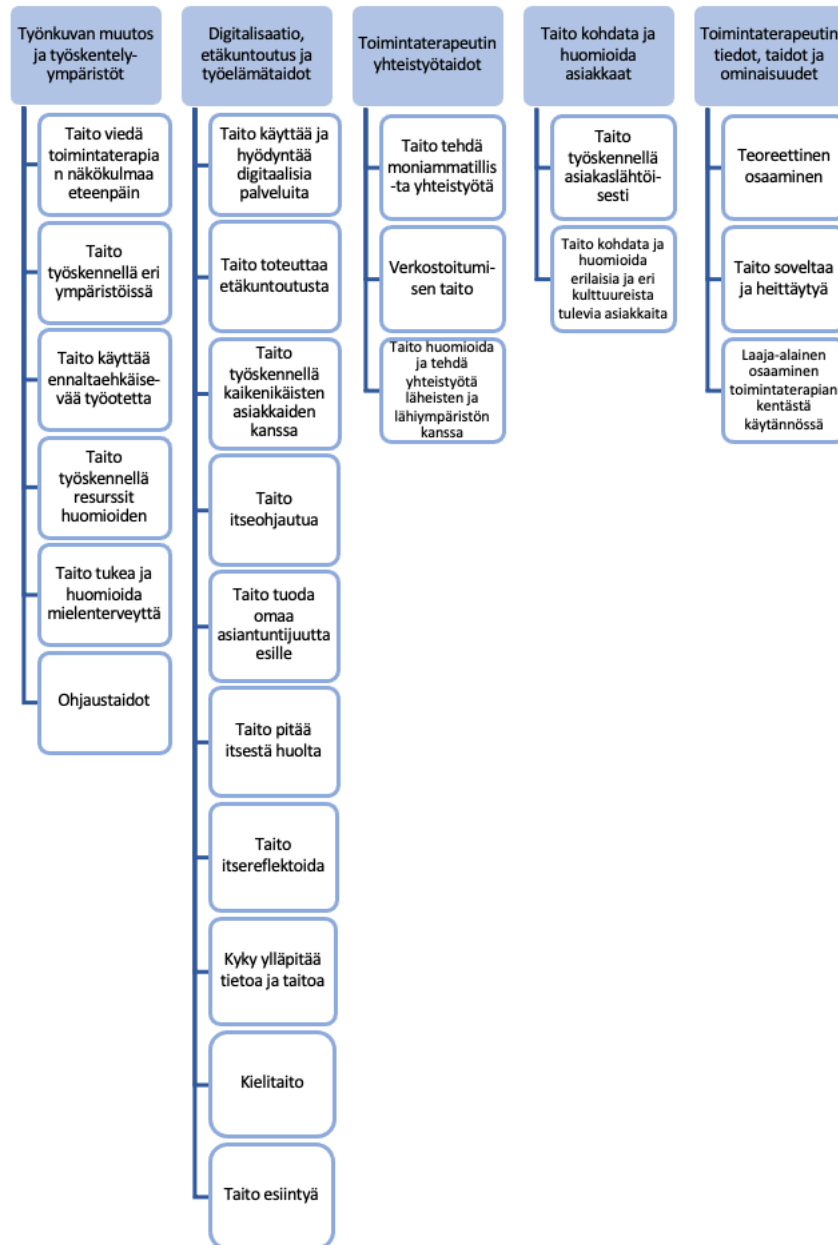 Työnkuvan muutos
ja työskentely-
ympäristöt
Taito viedä
toimintaterapia
n näkökulmaa
eteenpäin
Taito
työskennellä eri
ympäristöissä
Taito käyttää
ennaltaehkäise-
vää työotetta
Taito
työskennellä
resurssit
huomioiden
Taito tukea ja
huomioida
mielenterveyttä
Ohjaustaidot
Digitalisaatio,
etäkuntoutus ja
työelämätaidot
Taito käyttää ja
hyödyntää
digitaalisia
palveluita
Taito toteuttaa
etäkuntoutusta
Taito
työskennellä
kaikenikäisten
asiakkaiden
kanssa
Taito
itseohjautua
Taito tuoda
omaa
asiantuntijuutta
esille
Taito pitää
itsestä huolta
Taito
itsereflektoida
Kyky ylläpitää
tietoa ja taitoa
Kielitaito
Taito esiintyä
Toimintaterapeutin
yhteistyötaidot
Taito tehdä
moniammatillis
-ta yhteistyötä
Verkostoitumi-
sen taito
Taito huomioida
ja tehdä
yhteistyötä
läheisten ja
lähiympäristön
kanssa
Taito kohdata ja
huomioida
asiakkaat
Taito
työskennellä
asiakaslähtöi-
sesti
Taito kohdata ja
huomioida
erilaisia ja eri
kulttuureista
tulevia asiakkaita
Toimintaterapeutin
tiedot, taidot ja
ominaisuudet
Teoreettinen
osaaminen
Taito soveltaa
ja heittäytyä
Laaja-alainen
osaaminen
toimintaterapian
kentästä
käytännössä